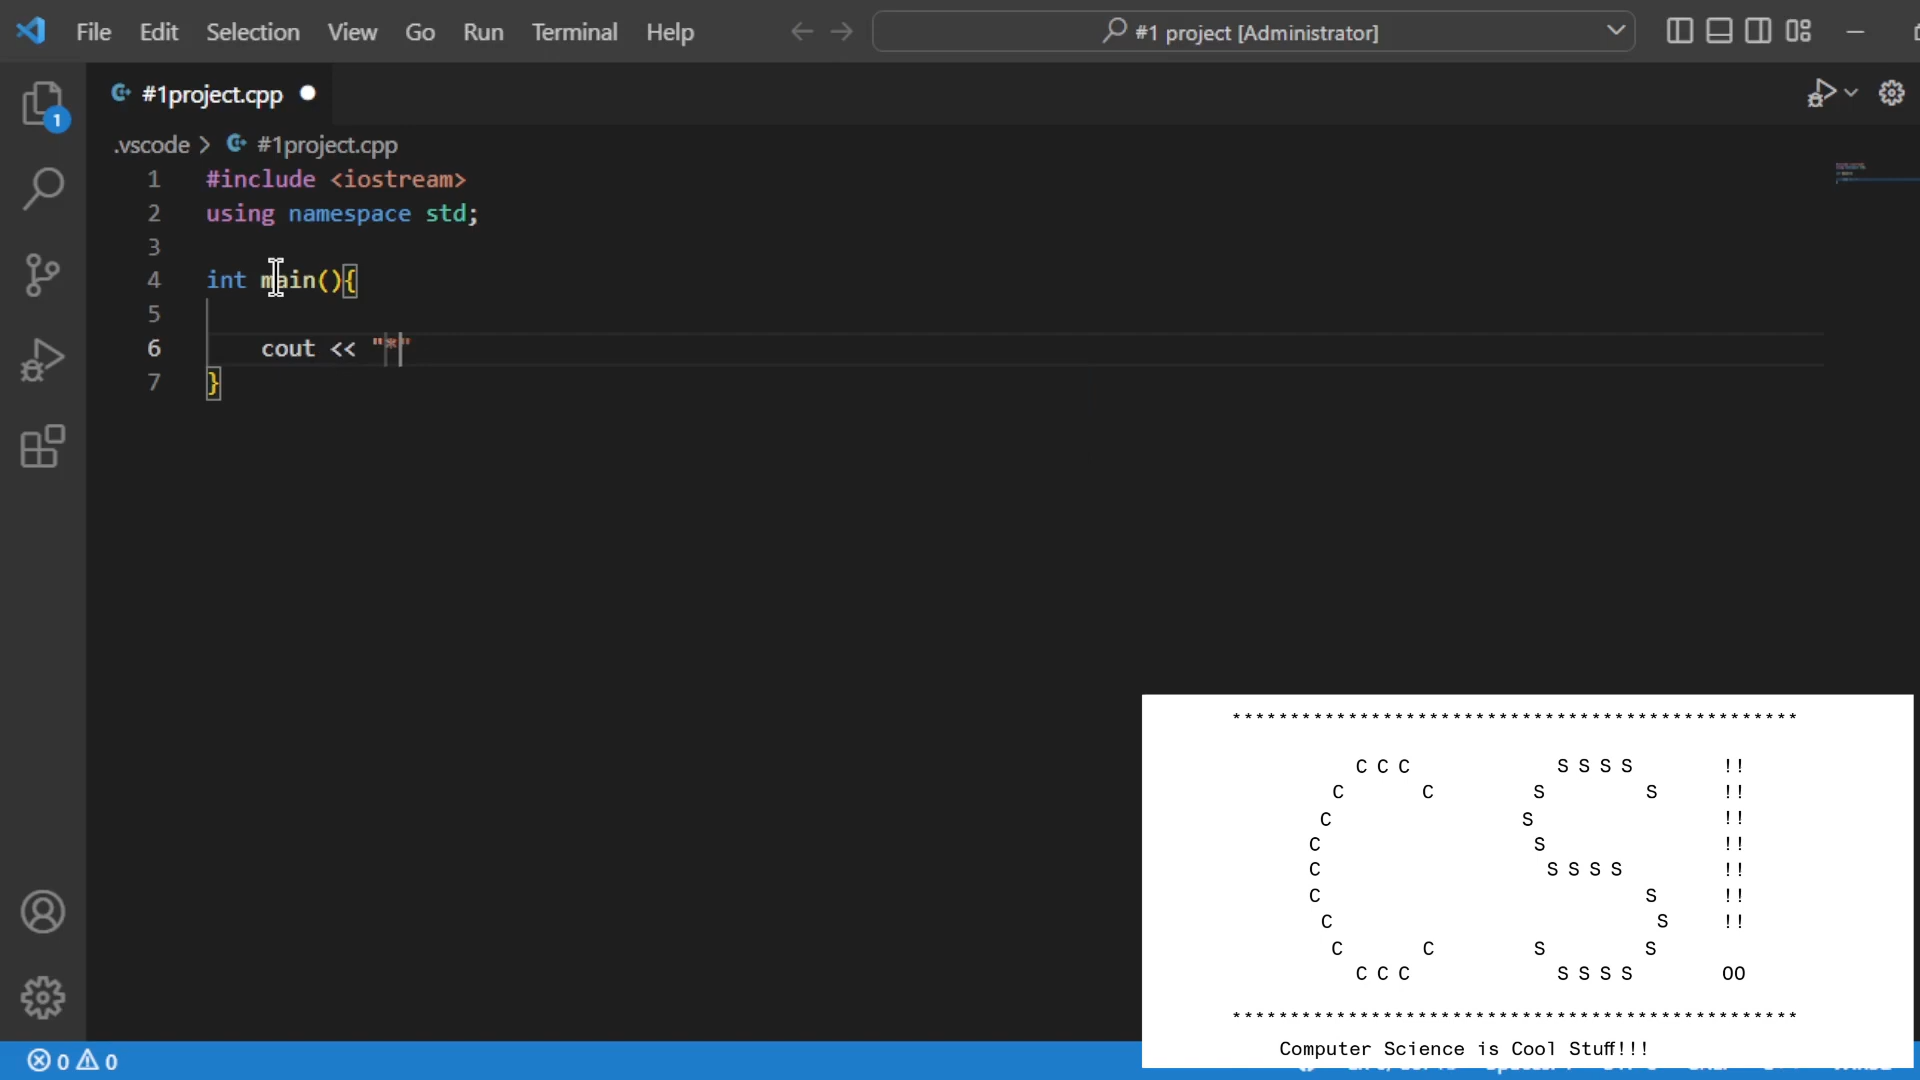 File Edit Selection View Go Run Terminal Help #1 project [Administrator]
1
#1project.cpp
.vscode > #1project.cpp
1 #include <iostream>
2 using namespace std;
3
4 int main(){
5
6 cout << "*"
7 }
*************************************************
C C C S S S S !!
C C S S !!
C S !!
C S !!
C S S S S !!
C S !!
C S !!
C C S S
C C C S S S S OO
*************************************************
Computer Science is Cool Stuff!!!
0 0